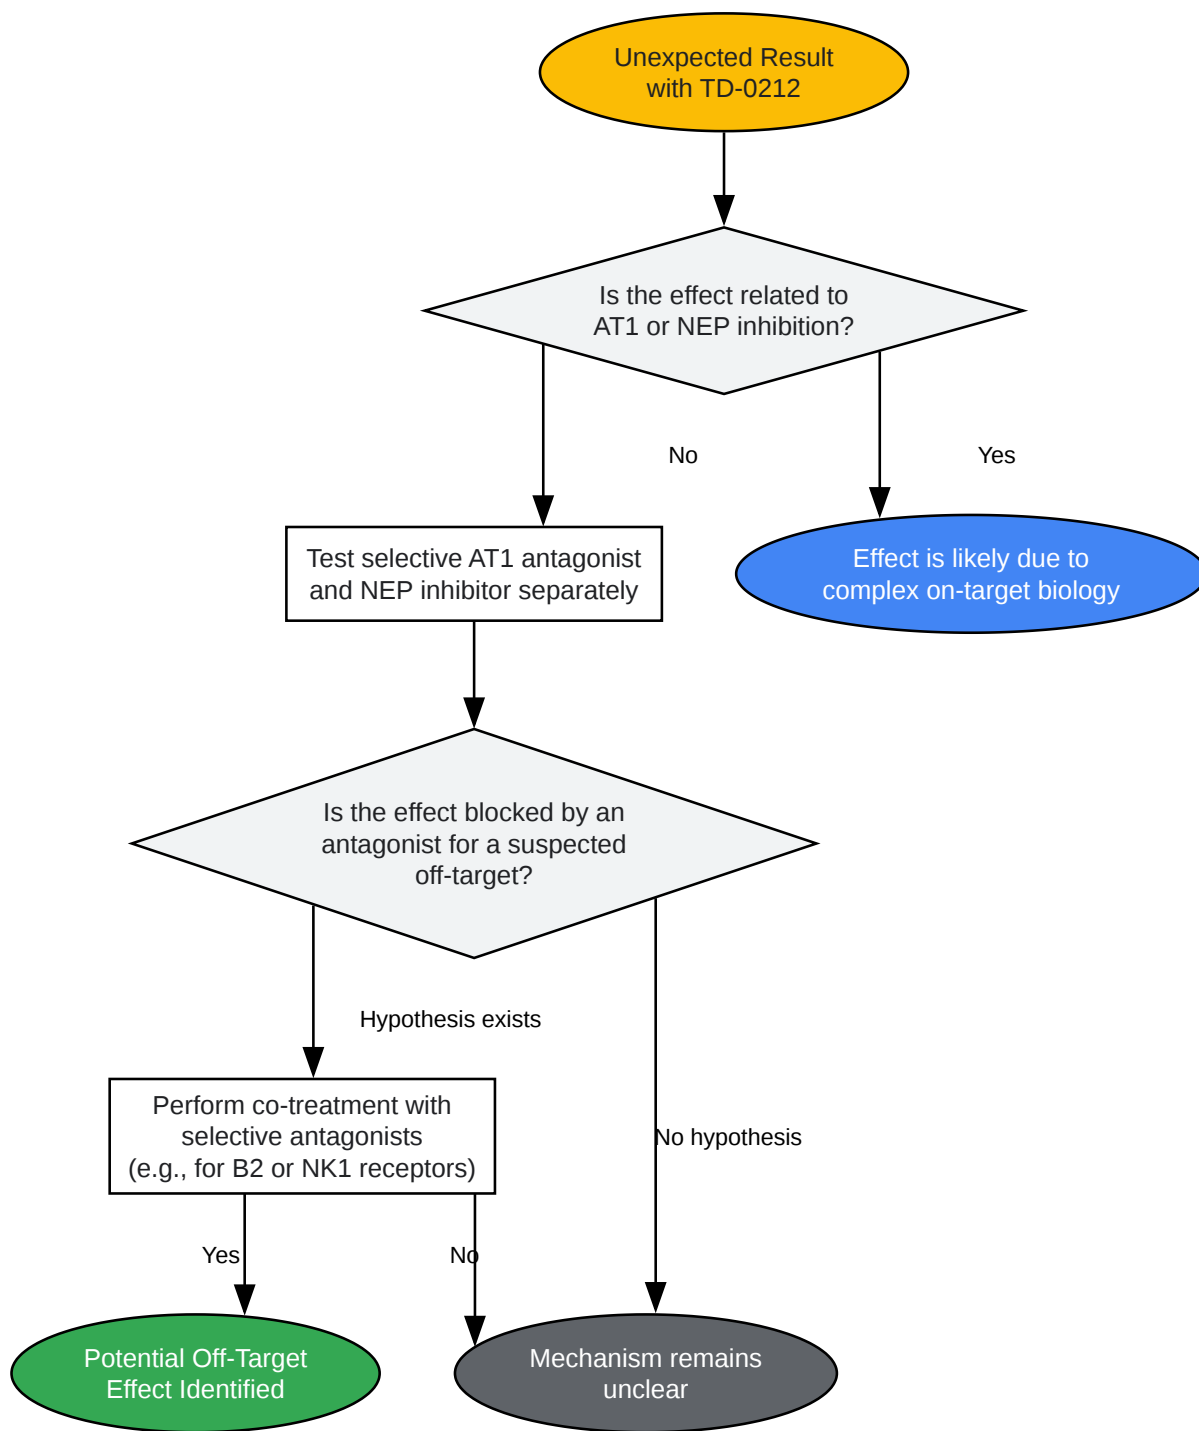 Unexpected Result
with TD-0212
Is the effect related to
AT1 or NEP inhibition?
No
Yes
Test selective AT1 antagonist
and NEP inhibitor separately
Effect is likely due to
complex on-target biology
Is the effect blocked by an
antagonist for a suspected
off-target?
Hypothesis exists
Perform co-treatment with
selective antagonists
(e.g., for B2 or NK1 receptors)
No hypothesis
Yes
No
Potential Off-Target
Effect Identified
Mechanism remains
unclear